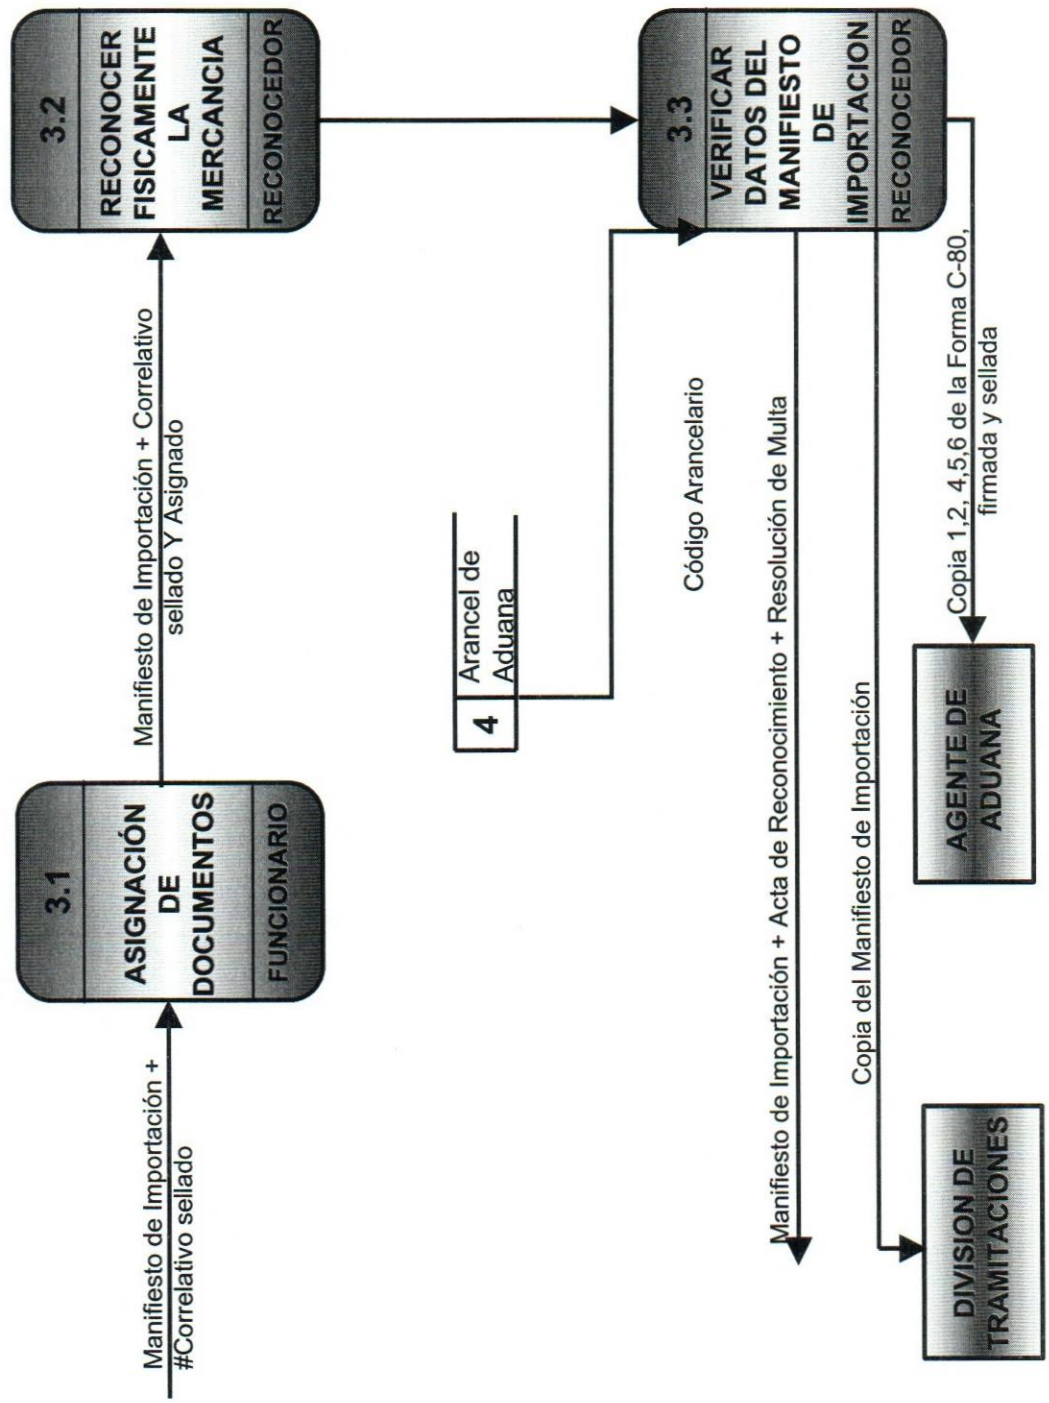 Manifiesto de Importación +
#Correlativo sellado
3.1
ASIGNACIÓN
DE
DOCUMENTOS
FUNCIONARIO
Manifiesto de Importación + Correlativo
sellado Y Asignado
3.2
RECONOCER
FISICAMENTE
LA
MERCANCIA
RECONOCEDOR
4
Arancel de
Aduana
Código Arancelario
3.3
VERIFICAR
DATOS DEL
MANIFIESTO
DE
IMPORTACION
RECONOCEDOR
Manifiesto de Importación + Acta de Reconocimiento + Resolución de Multa
Copia del Manifiesto de Importación
Copia 1,2, 4,5,6 de la Forma C-80,
firmada y sellada
DIVISION DE
TRAMITACIONES
AGENTE DE
ADUANA